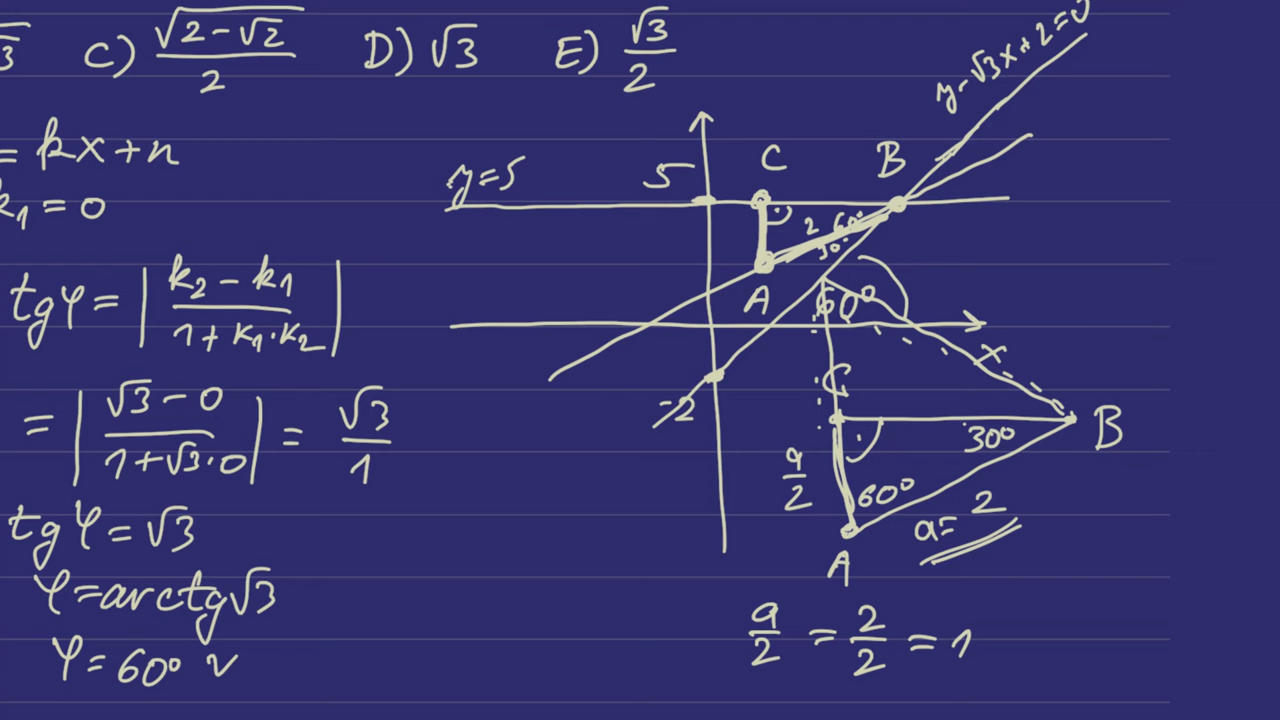 √3 C) √(2-√2)/2 D) √3 E) √3/2
y-√3x+2=0
= kx+n
k₁ = 0
y=5 5 C B
2 60° 30°
A 60°
tgφ = |(k₂ - k₁)/(1+k₁·k₂)|
x
-2 C
= |(√3-0)/(1+√3·0)| = √3/1
30° B
a/2 60° a= 2
tgφ = √3
A
φ=arctg√3
a/2 = 2/2 = 1
φ= 60°